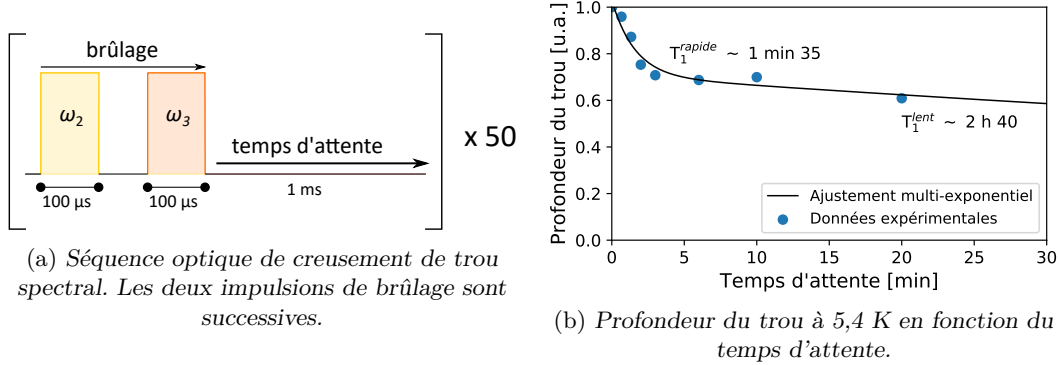 brûlage
ω2
ω3
temps d'attente
x 50
100 µs
100 µs
1 ms
(a) Séquence optique de creusement de trou
spectral. Les deux impulsions de brûlage sont
successives.
Profondeur du trou [u.a.]
1.0
0.8
0.6
0.4
0.2
0.0
T1rapide ~ 1 min 35
T1lent ~ 2 h 40
Ajustement multi-exponentiel
Données expérimentales
0 5 10 15 20 25 30
Temps d'attente [min]
(b) Profondeur du trou à 5,4 K en fonction du
temps d'attente.